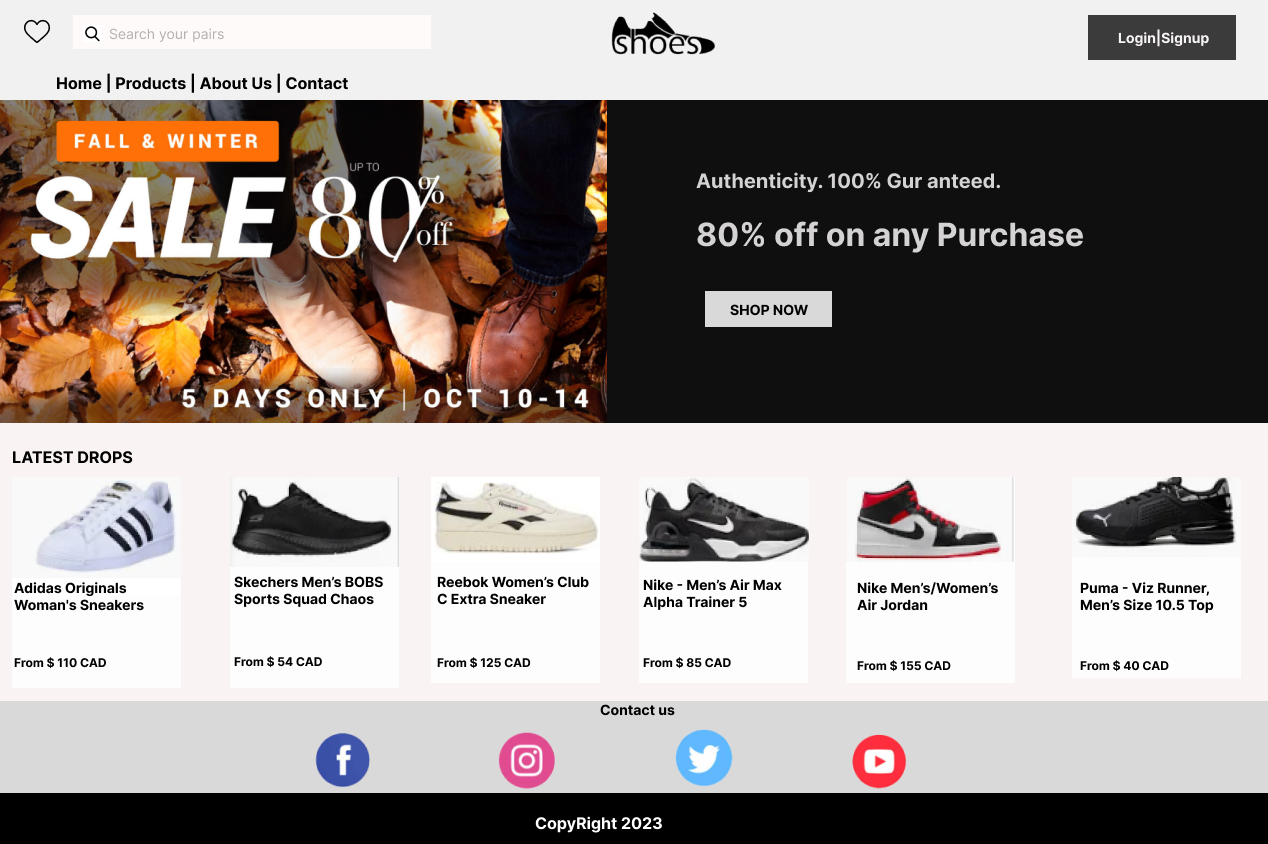 Search your pairs
shoes
Login|Signup
Home | Products | About Us | Contact
FALL & WINTER
UP TO
SALE 80% off
5 DAYS ONLY | OCT 10-14
Authenticity. 100% Gur anteed.
80% off on any Purchase
SHOP NOW
LATEST DROPS
Adidas Originals
Woman's Sneakers
From $ 110 CAD
Skechers Men’s BOBS
Sports Squad Chaos
From $ 54 CAD
Reebok Women’s Club
C Extra Sneaker
From $ 125 CAD
Nike - Men’s Air Max
Alpha Trainer 5
From $ 85 CAD
Nike Men’s/Women’s
Air Jordan
From $ 155 CAD
Puma - Viz Runner,
Men’s Size 10.5 Top
From $ 40 CAD
Contact us
CopyRight 2023